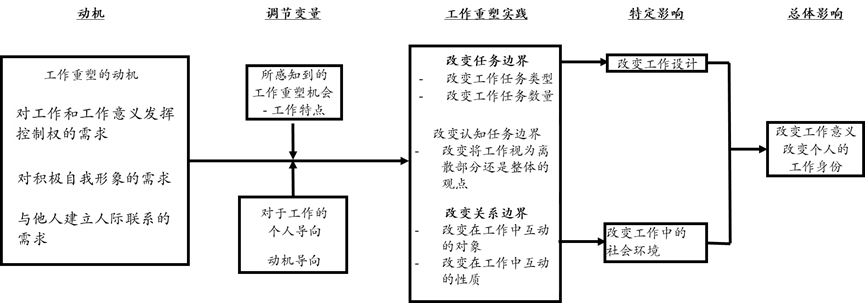 动机
调节变量
工作重塑实践
特定影响
总体影响
工作重塑的动机
对工作和工作意义发挥
控制权的需求
对积极自我形象的需求
与他人建立人际联系的
需求
所感知到的
工作重塑机会
- 工作特点
对于工作的
个人导向
动机导向
改变任务边界
- 改变工作任务类型
- 改变工作任务数量
改变认知任务边界
- 改变将工作视为离
散部分还是整体的
观点
改变关系边界
- 改变在工作中互动
的对象
- 改变在工作中互动
的性质
改变工作设计
改变工作中的
社会环境
改变工作意义
改变个人的
工作身份